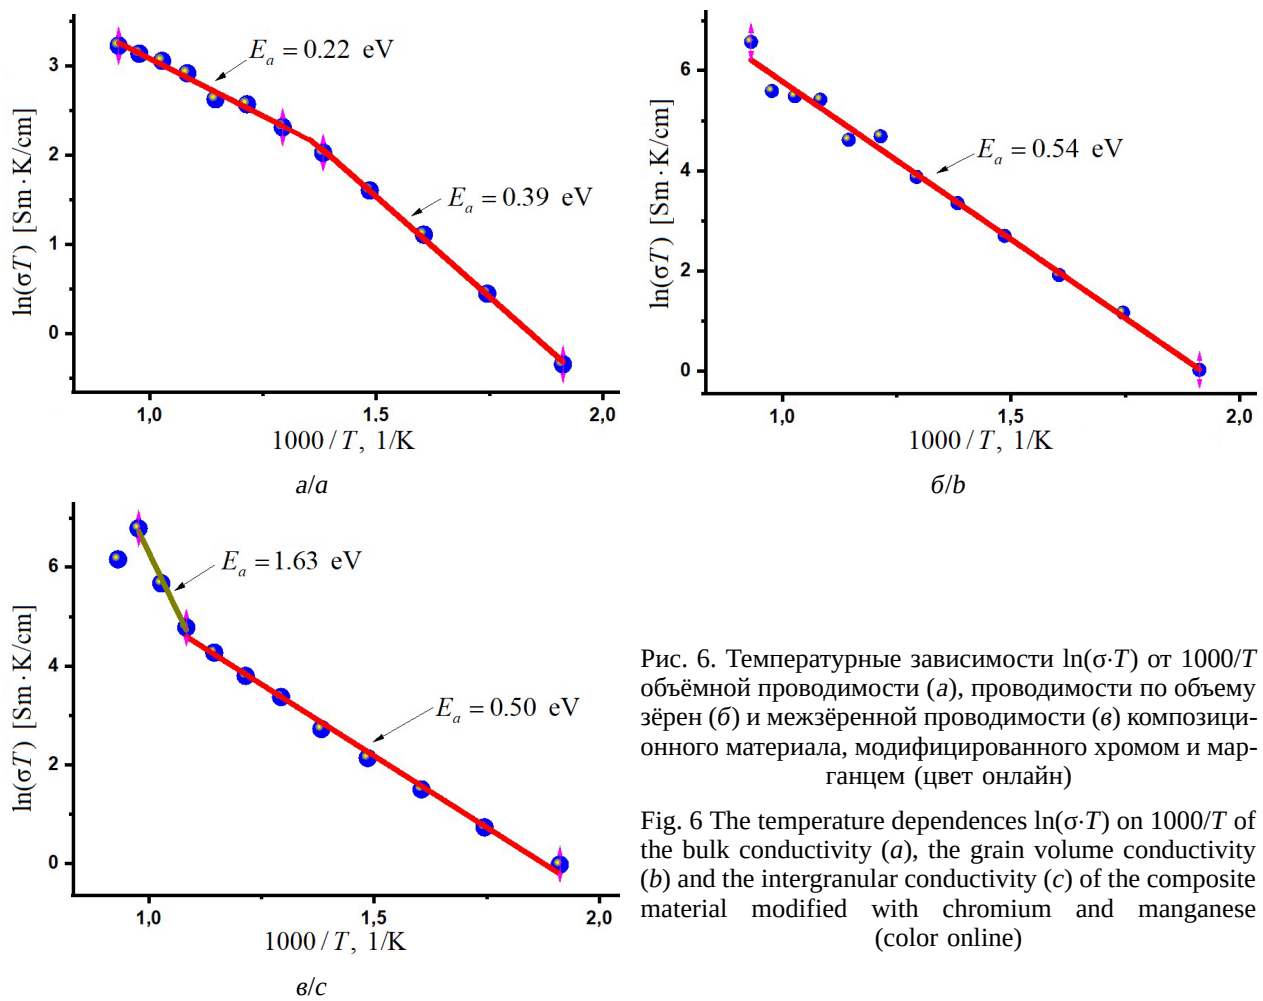 E_a = 0.22 eV
E_a = 0.39 eV
ln(σT) [Sm·K/cm]
3
2
1
0
1,0
1.5
2,0
1000 / T, 1/K
а/a
E_a = 0.54 eV
ln(σT) [Sm·K/cm]
6
4
2
0
1,0
1.5
2,0
1000 / T, 1/K
б/b
E_a = 1.63 eV
E_a = 0.50 eV
ln(σT) [Sm·K/cm]
6
4
2
0
1,0
1.5
2,0
1000 / T, 1/K
в/c
Рис. 6. Температурные зависимости ln(σ·T) от 1000/T
объёмной проводимости (а), проводимости по объему
зёрен (б) и межзёренной проводимости (в) композици-
онного материала, модифицированного хромом и мар-
ганцем (цвет онлайн)
Fig. 6 The temperature dependences ln(σ·T) on 1000/T of
the bulk conductivity (a), the grain volume conductivity
(b) and the intergranular conductivity (c) of the composite
material modified with chromium and manganese
(color online)